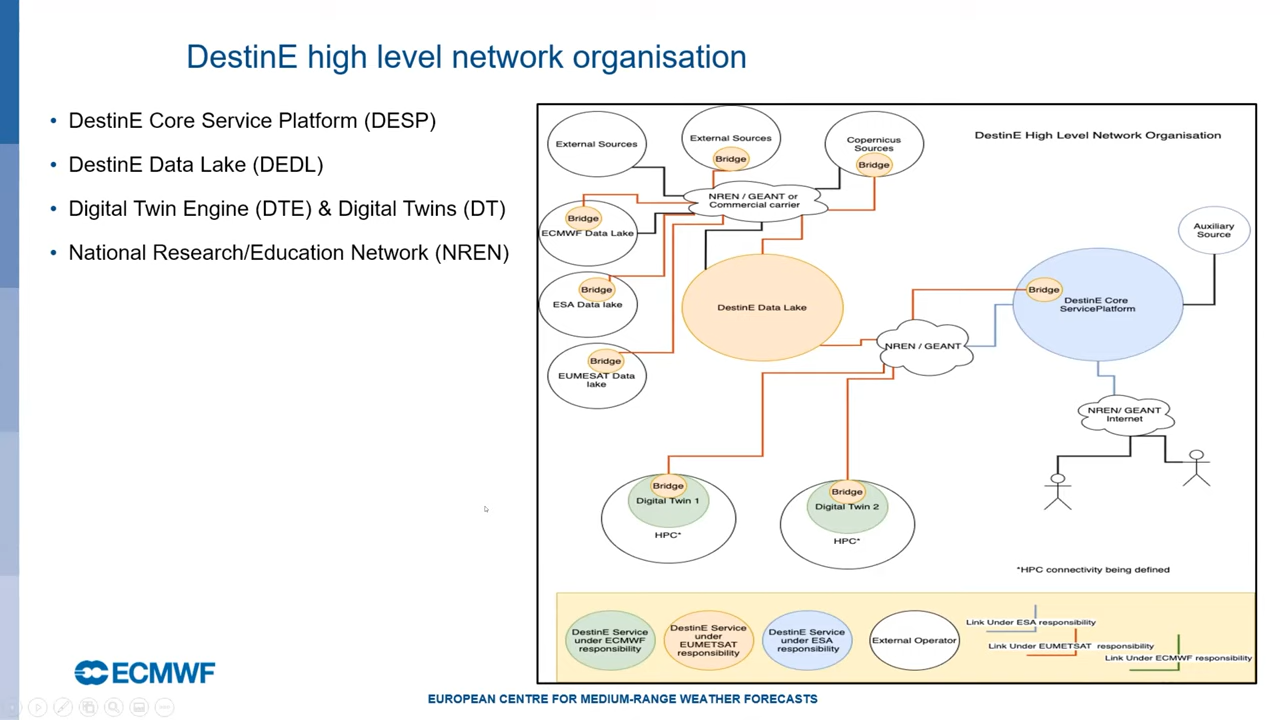 DestinE high level network organisation
• DestinE Core Service Platform (DESP)
• DestinE Data Lake (DEDL)
• Digital Twin Engine (DTE) & Digital Twins (DT)
• National Research/Education Network (NREN)
DestinE High Level Network Organisation
External Sources
External Sources
Bridge
Copernicus
Sources
Bridge
NREN / GEANT or
Commercial carrier
Bridge
ECMWF Data Lake
Auxiliary
Source
Bridge
ESA Data lake
DestinE Data Lake
Bridge
DestinE Core
ServicePlatform
NREN / GEANT
Bridge
EUMESAT Data
lake
NREN/ GEANT
Internet
Bridge
Digital Twin 1
HPC*
Bridge
Digital Twin 2
HPC*
*HPC connectivity being defined
DestinE Service
under ECMWF
responsibility
DestinE Service
under
EUMETSAT
responsibility
DestinE Service
under ESA
responsibility
External Operator
Link Under ESA responsibility
Link Under EUMETSAT responsibility
Link Under ECMWF responsibility
ECMWF
EUROPEAN CENTRE FOR MEDIUM-RANGE WEATHER FORECASTS